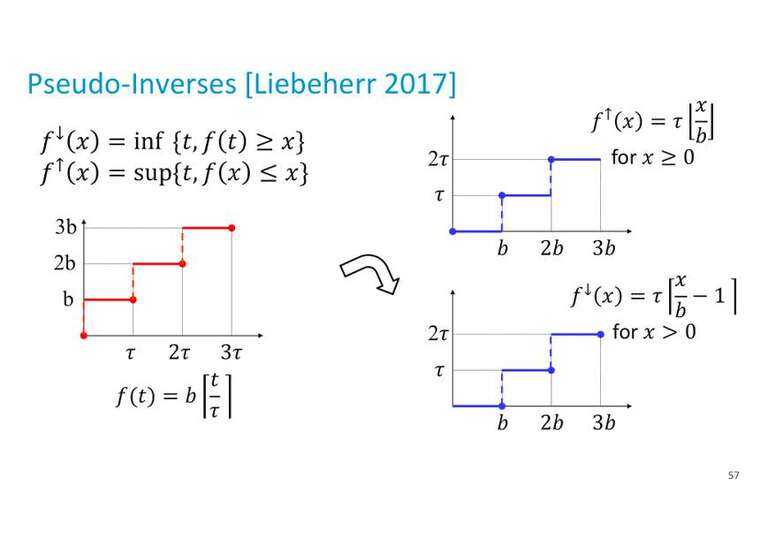 Pseudo-Inverses [Liebeherr 2017]
f↓(x) = inf {t, f(t) ≥ x}
f↑(x) = sup{t, f(x) ≤ x}
3b
2b
b
τ 2τ 3τ
f(t) = b ⌈t/τ⌉
f↑(x) = τ ⌊x/b⌋
for x ≥ 0
2τ
τ
b 2b 3b
f↓(x) = τ ⌈x/b − 1⌉
for x > 0
2τ
τ
b 2b 3b
57